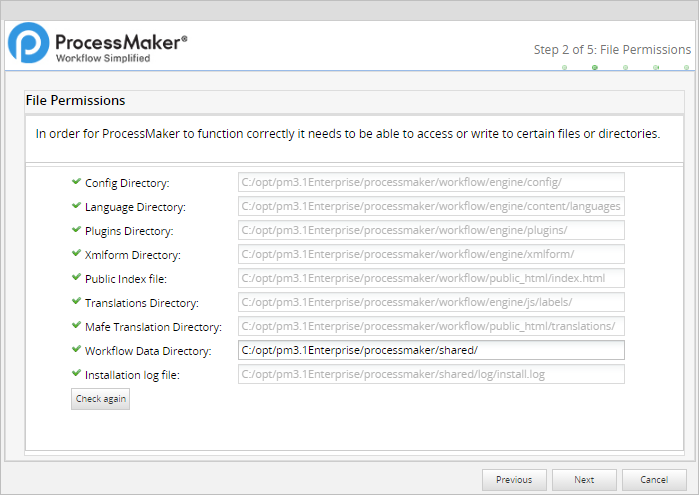 ProcessMaker®
Workflow Simplified
Step 2 of 5: File Permissions
File Permissions
In order for ProcessMaker to function correctly it needs to be able to access or write to certain files or directories.
Config Directory: C:/opt/pm3.1Enterprise/processmaker/workflow/engine/config/
Language Directory: C:/opt/pm3.1Enterprise/processmaker/workflow/engine/content/languages
Plugins Directory: C:/opt/pm3.1Enterprise/processmaker/workflow/engine/plugins/
Xmlform Directory: C:/opt/pm3.1Enterprise/processmaker/workflow/engine/xmlform/
Public Index file: C:/opt/pm3.1Enterprise/processmaker/workflow/public_html/index.html
Translations Directory: C:/opt/pm3.1Enterprise/processmaker/workflow/engine/js/labels/
Mafe Translation Directory: C:/opt/pm3.1Enterprise/processmaker/workflow/public_html/translations/
Workflow Data Directory: C:/opt/pm3.1Enterprise/processmaker/shared/
Installation log file: C:/opt/pm3.1Enterprise/processmaker/shared/log/install.log
Check again
Previous Next Cancel